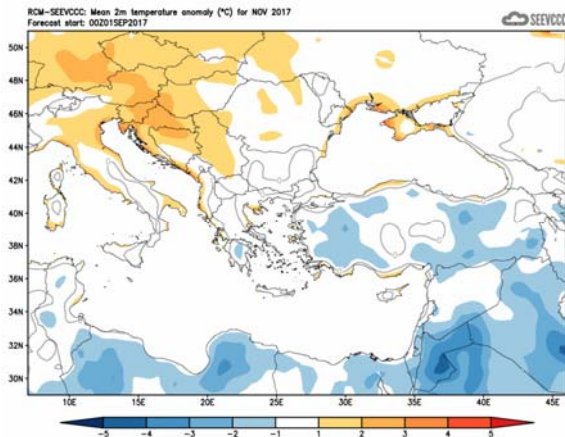 RCM-SEEVCCC: Mean 2m temperature anomaly (°C) for NOV 2017
Forecast start: 00Z01SEP2017
SEEVCCC
50N
48N
46N
44N
42N
40N
38N
36N
34N
32N
30N
10E 15E 20E 25E 30E 35E 40E 45E
-5 -4 -3 -2 -1 1 2 3 4 5